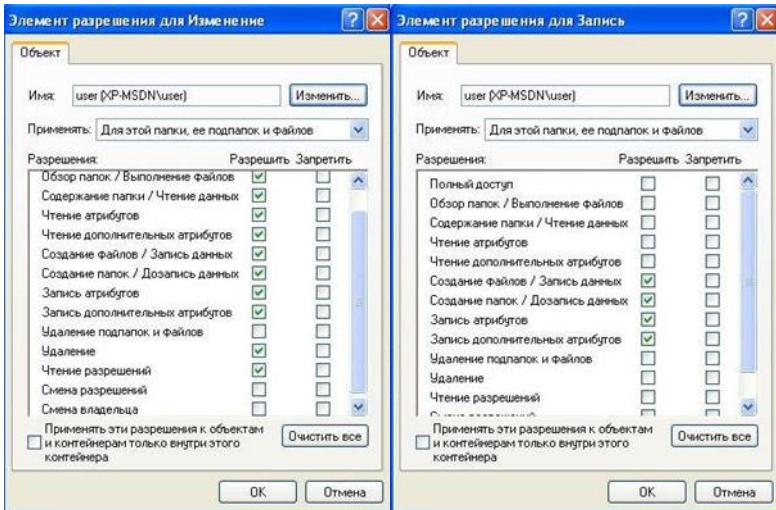 Элемент разрешения для Изменение
Объект
Имя: user (XP-MSDN\user) Изменить...
Применять: Для этой папки, ее подпапок и файлов
Разрешения: Разрешить Запретить
Обзор папок / Выполнение файлов
Содержание папки / Чтение данных
Чтение атрибутов
Чтение дополнительных атрибутов
Создание файлов / Запись данных
Создание папок / Дозапись данных
Запись атрибутов
Запись дополнительных атрибутов
Удаление подпапок и файлов
Удаление
Чтение разрешений
Смена разрешений
Смена владельца
Применять эти разрешения к объектам
и контейнерам только внутри этого
контейнера
Очистить все
OK Отмена
Элемент разрешения для Запись
Объект
Имя: user (XP-MSDN\user) Изменить...
Применять: Для этой папки, ее подпапок и файлов
Разрешения: Разрешить Запретить
Полный доступ
Обзор папок / Выполнение файлов
Содержание папки / Чтение данных
Чтение атрибутов
Чтение дополнительных атрибутов
Создание файлов / Запись данных
Создание папок / Дозапись данных
Запись атрибутов
Запись дополнительных атрибутов
Удаление подпапок и файлов
Удаление
Чтение разрешений
Применять эти разрешения к объектам
и контейнерам только внутри этого
контейнера
Очистить все
OK Отмена